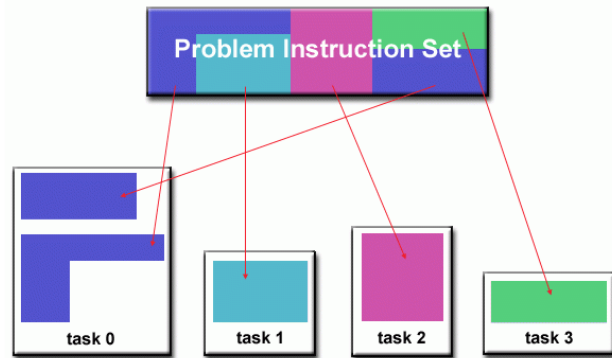 Problem Instruction Set
task 0
task 1
task 2
task 3